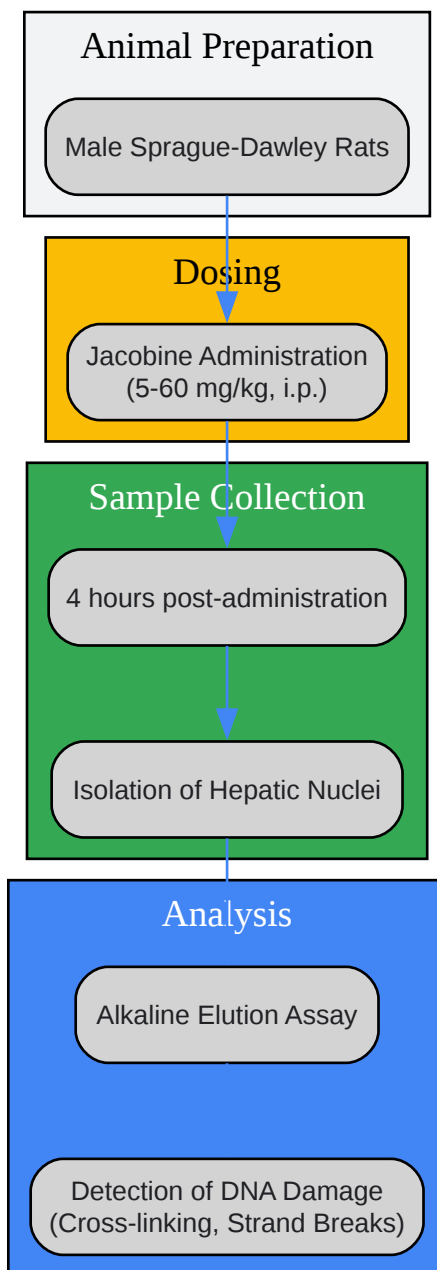 Animal Preparation
Male Sprague-Dawley Rats
Dosing
Jacobine Administration
(5-60 mg/kg, i.p.)
Sample Collection
4 hours post-administration
Isolation of Hepatic Nuclei
Analysis
Alkaline Elution Assay
Detection of DNA Damage
(Cross-linking, Strand Breaks)